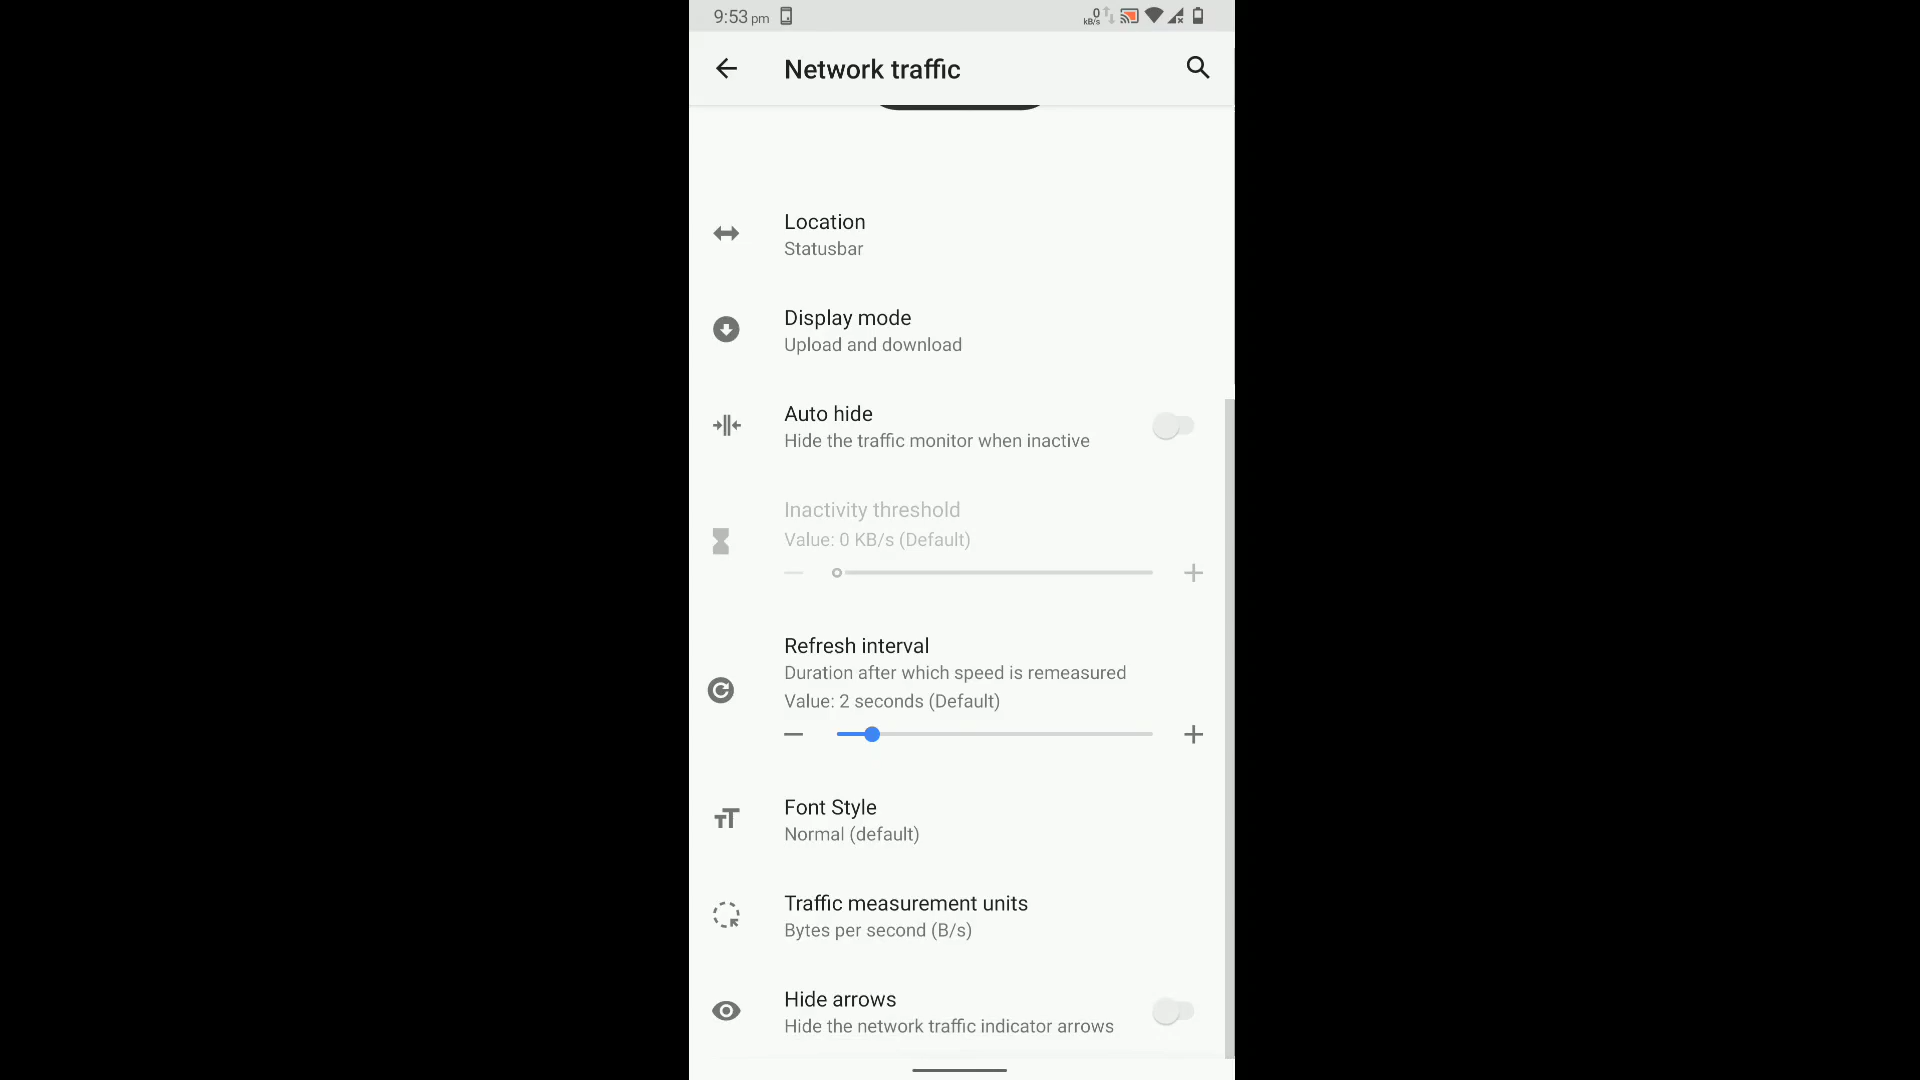 9:53 pm
0
kB/s
Network traffic
Location
Statusbar
Display mode
Upload and download
Auto hide
Hide the traffic monitor when inactive
Inactivity threshold
Value: 0 KB/s (Default)
Refresh interval
Duration after which speed is remeasured
Value: 2 seconds (Default)
Font Style
Normal (default)
Traffic measurement units
Bytes per second (B/s)
Hide arrows
Hide the network traffic indicator arrows